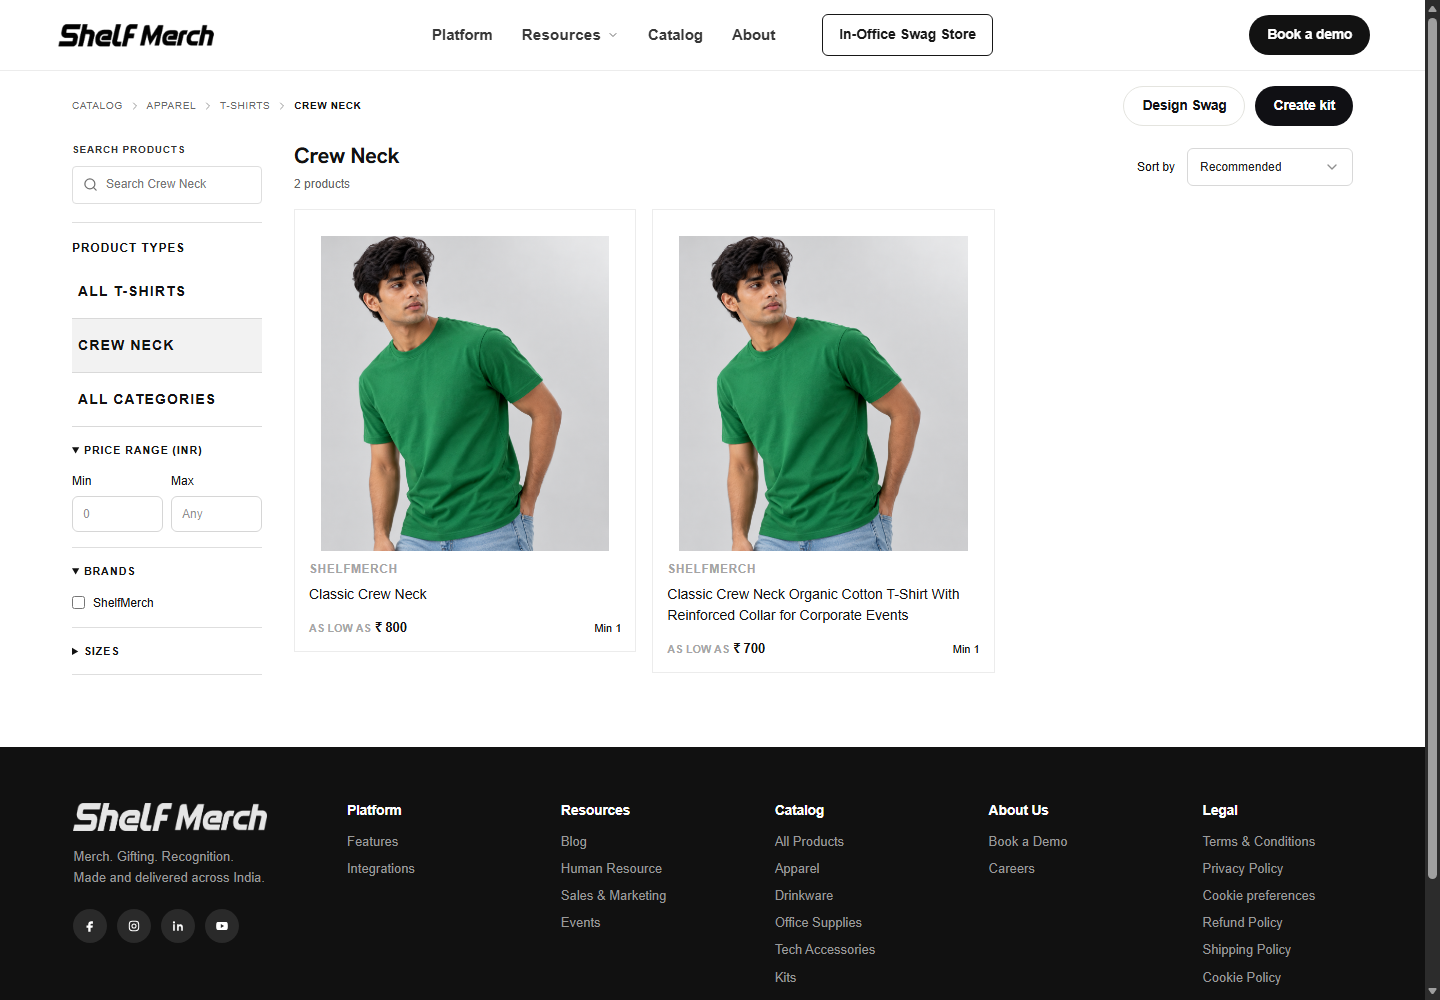 Shelf Merch
Platform
Resources
Catalog
About
In-Office Swag Store
Book a demo
CATALOG
APPAREL
T-SHIRTS
CREW NECK
Design Swag
Create kit
SEARCH PRODUCTS
Search Crew Neck
PRODUCT TYPES
ALL T-SHIRTS
CREW NECK
ALL CATEGORIES
PRICE RANGE (INR)
Min
Max
0
Any
BRANDS
ShelfMerch
SIZES
Crew Neck
2 products
Sort by
Recommended
SHELFMERCH
Classic Crew Neck
AS LOW AS ₹ 800
Min 1
SHELFMERCH
Classic Crew Neck Organic Cotton T-Shirt With
Reinforced Collar for Corporate Events
AS LOW AS ₹ 700
Min 1
Shelf Merch
Merch. Gifting. Recognition.
Made and delivered across India.
Platform
Features
Integrations
Resources
Blog
Human Resource
Sales & Marketing
Events
Catalog
All Products
Apparel
Drinkware
Office Supplies
Tech Accessories
Kits
About Us
Book a Demo
Careers
Legal
Terms & Conditions
Privacy Policy
Cookie preferences
Refund Policy
Shipping Policy
Cookie Policy